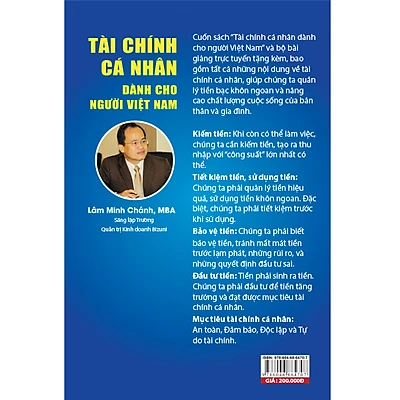 TÀI CHÍNH
CÁ NHÂN
DÀNH CHO
NGƯỜI VIỆT NAM
Lâm Minh Chánh, MBA
Sáng lập Trường
Quản trị Kinh doanh Bizuni
Cuốn sách "Tài chính cá nhân dành
cho người Việt Nam" và bộ bài
giảng trực tuyến tặng kèm, bao
gồm tất cả những nội dung về tài
chính cá nhân, giúp chúng ta quản
lý tiền bạc khôn ngoan và nâng
cao chất lượng cuộc sống của bản
thân và gia đình.
Kiếm tiền: Khi còn có thể làm việc,
chúng ta cần kiếm tiền, tạo ra thu
nhập với "công suất" lớn nhất có
thể.
Tiết kiệm tiền, sử dụng tiền:
Chúng ta phải quản lý tiền hiệu
quả, sử dụng tiền khôn ngoan. Đặc
biệt, chúng ta phải tiết kiệm trước
khi sử dụng.
Bảo vệ tiền: Chúng ta phải biết
bảo vệ tiền, tránh mất mát tiền
trước lạm phát, những rủi ro, và
những quyết định đầu tư sai.
Đầu tư tiền: Tiền phải sinh ra tiền.
Chúng ta phải đầu tư để tiền tăng
trưởng và đạt được mục tiêu tài
chính cá nhân.
Mục tiêu tài chính cá nhân:
An toàn, Đảm bảo, Độc lập và Tự
do tài chính.
GIÁ : 200.000Đ